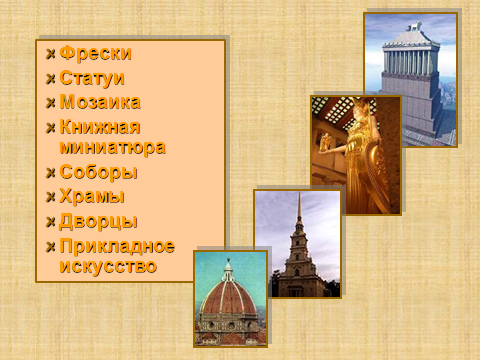 Фрески
Статуи
Мозаика
Книжная
миниатюра
Соборы
Храмы
Дворцы
Прикладное
искусство